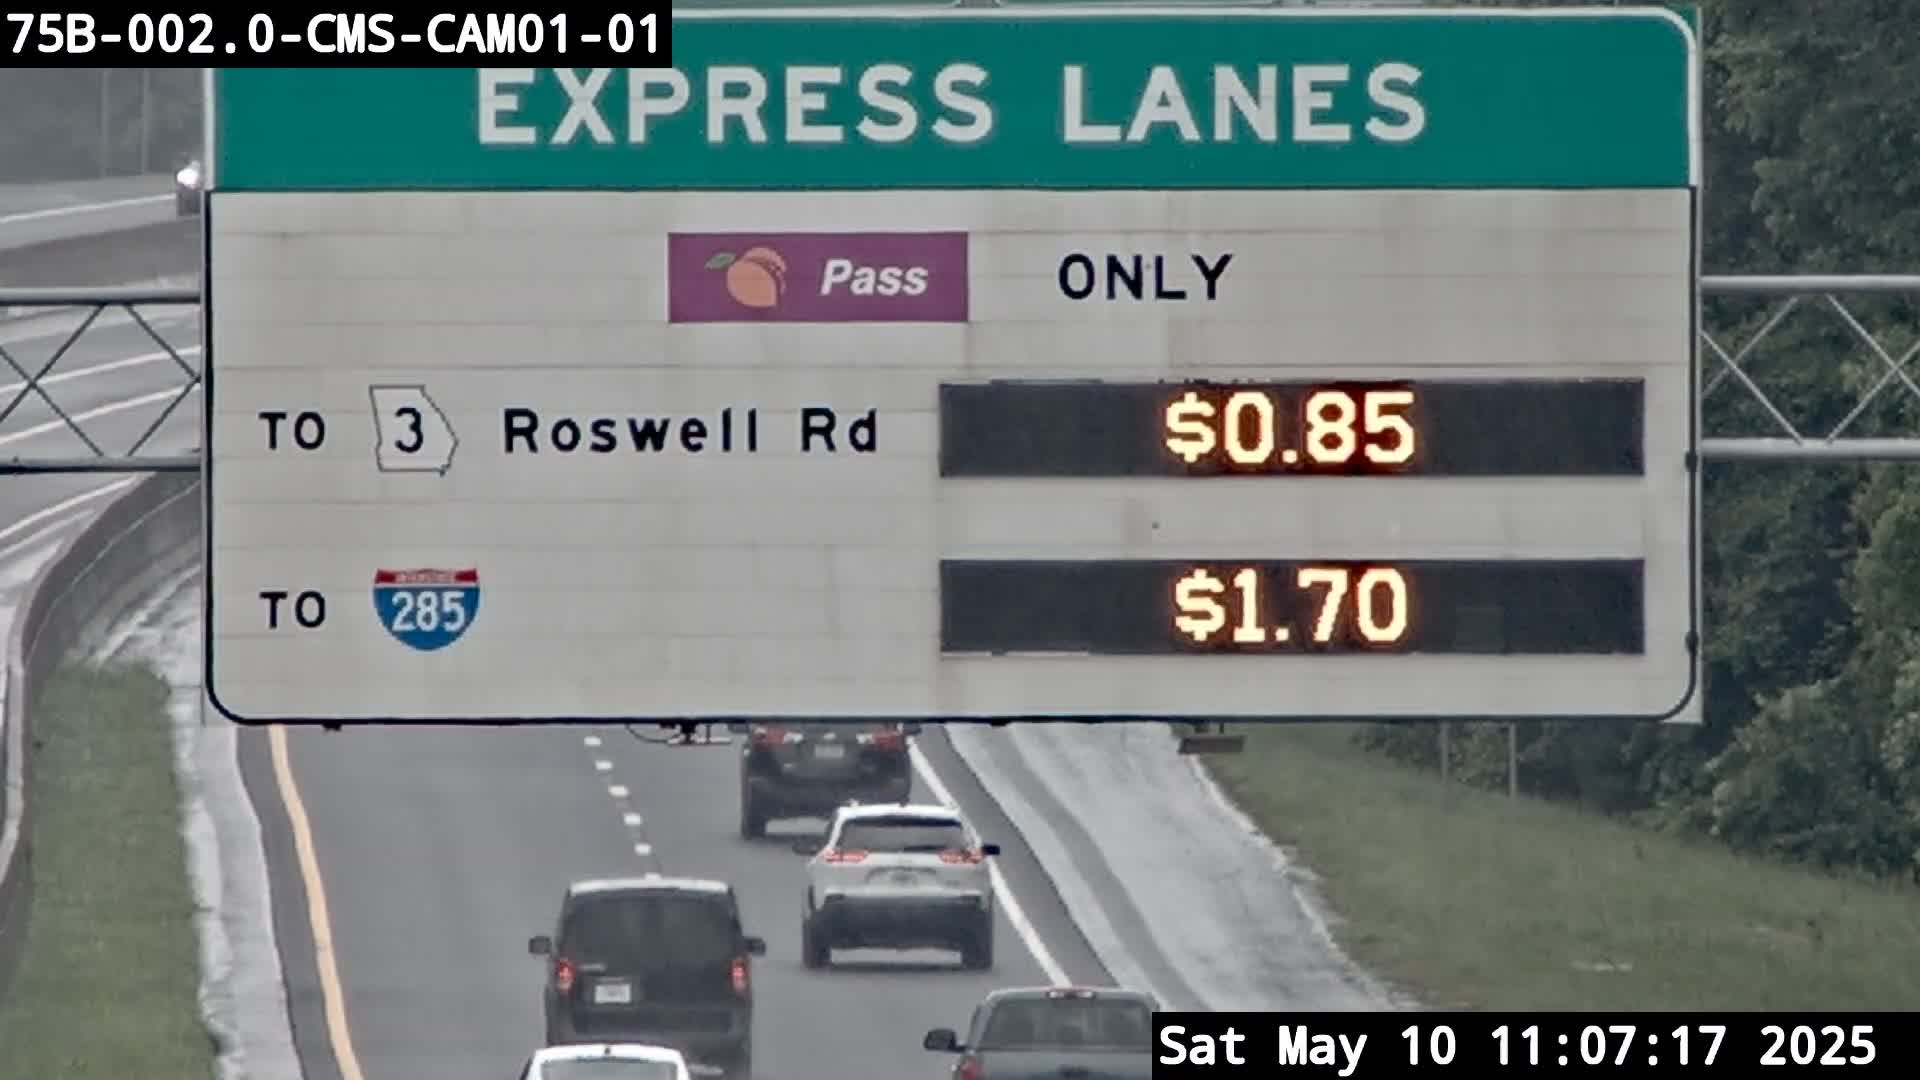 75B-002.0-CMS-CAM01-01
EXPRESS LANES
Pass ONLY
TO 3 Roswell Rd $0.85
TO INTERSTATE 285 $1.70
Sat May 10 11:07:17 2025